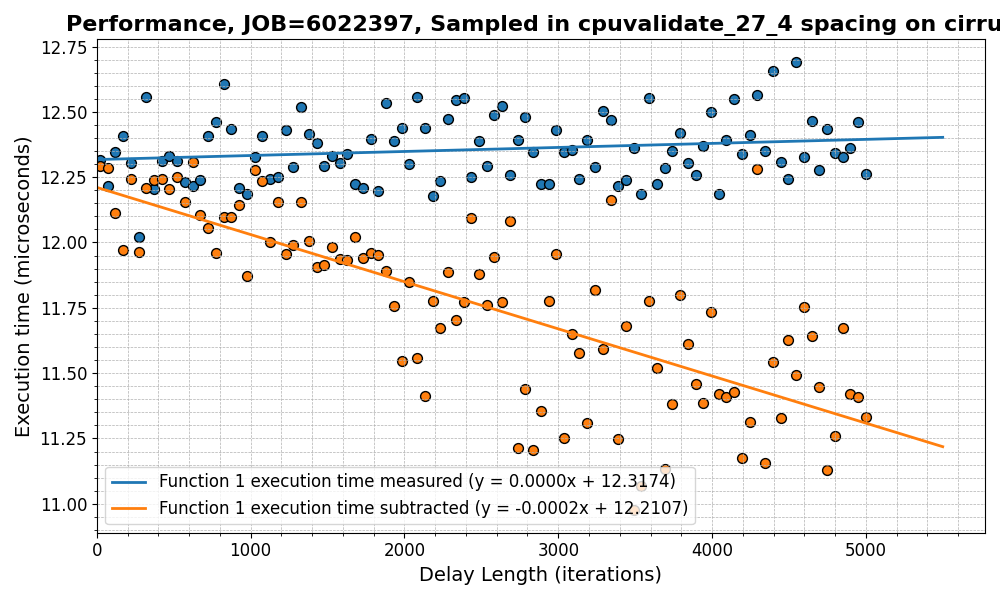 Performance, JOB=6022397, Sampled in cpuvalidate_27_4 spacing on cirru
Execution time (microseconds)
12.75
12.50
12.25
12.00
11.75
11.50
11.25
11.00
Function 1 execution time measured (y = 0.0000x + 12.3174)
Function 1 execution time subtracted (y = -0.0002x + 12.2107)
0 1000 2000 3000 4000 5000
Delay Length (iterations)